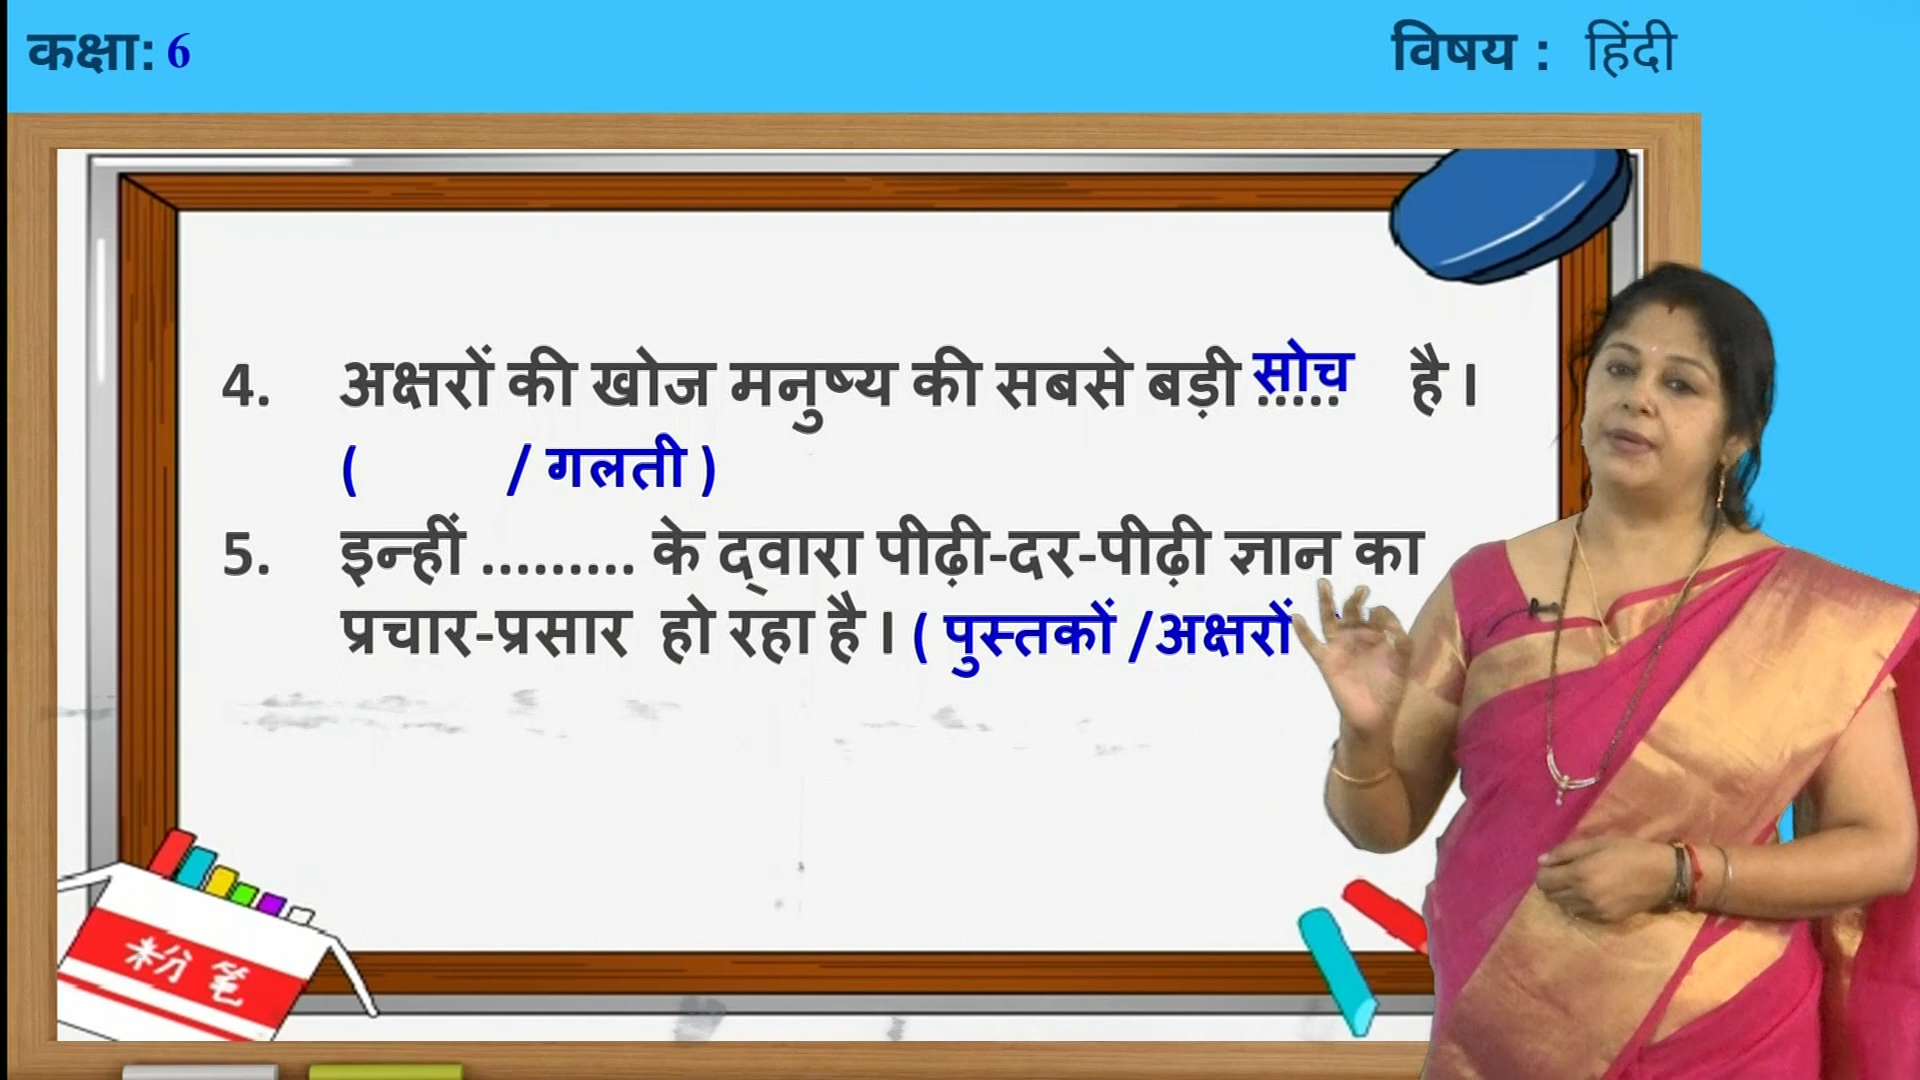 कक्षा: 6
विषय : हिंदी
4. अक्षरों की खोज मनुष्य की सबसे बड़ी सोच ..... है।
( / गलती )
5. इन्हीं ......... के द्वारा पीढ़ी-दर-पीढ़ी ज्ञान का
प्रचार-प्रसार हो रहा है। ( पुस्तकों /अक्षरों )
粉笔